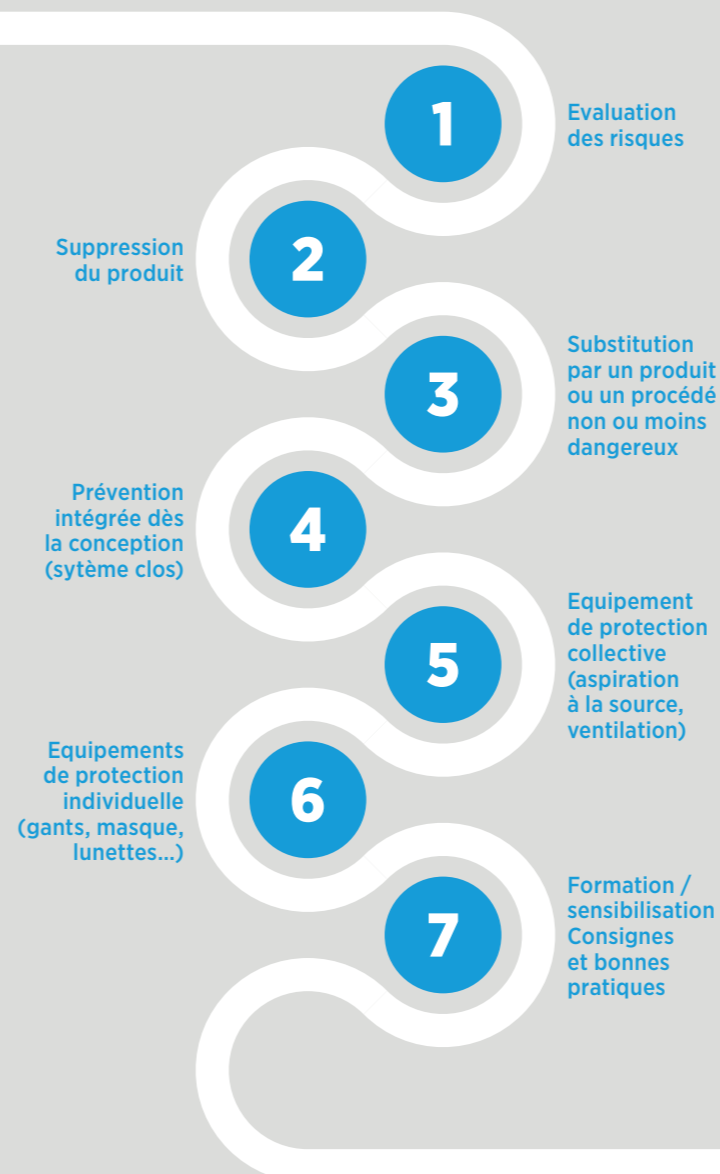 1
Evaluation
des risques
2
Suppression
du produit
3
Substitution
par un produit
ou un procédé
non ou moins
dangereux
4
Prévention
intégrée dès
la conception
(sytème clos)
5
Equipement
de protection
collective
(aspiration
à la source,
ventilation)
6
Equipements
de protection
individuelle
(gants, masque,
lunettes...)
7
Formation /
sensibilisation
Consignes
et bonnes
pratiques